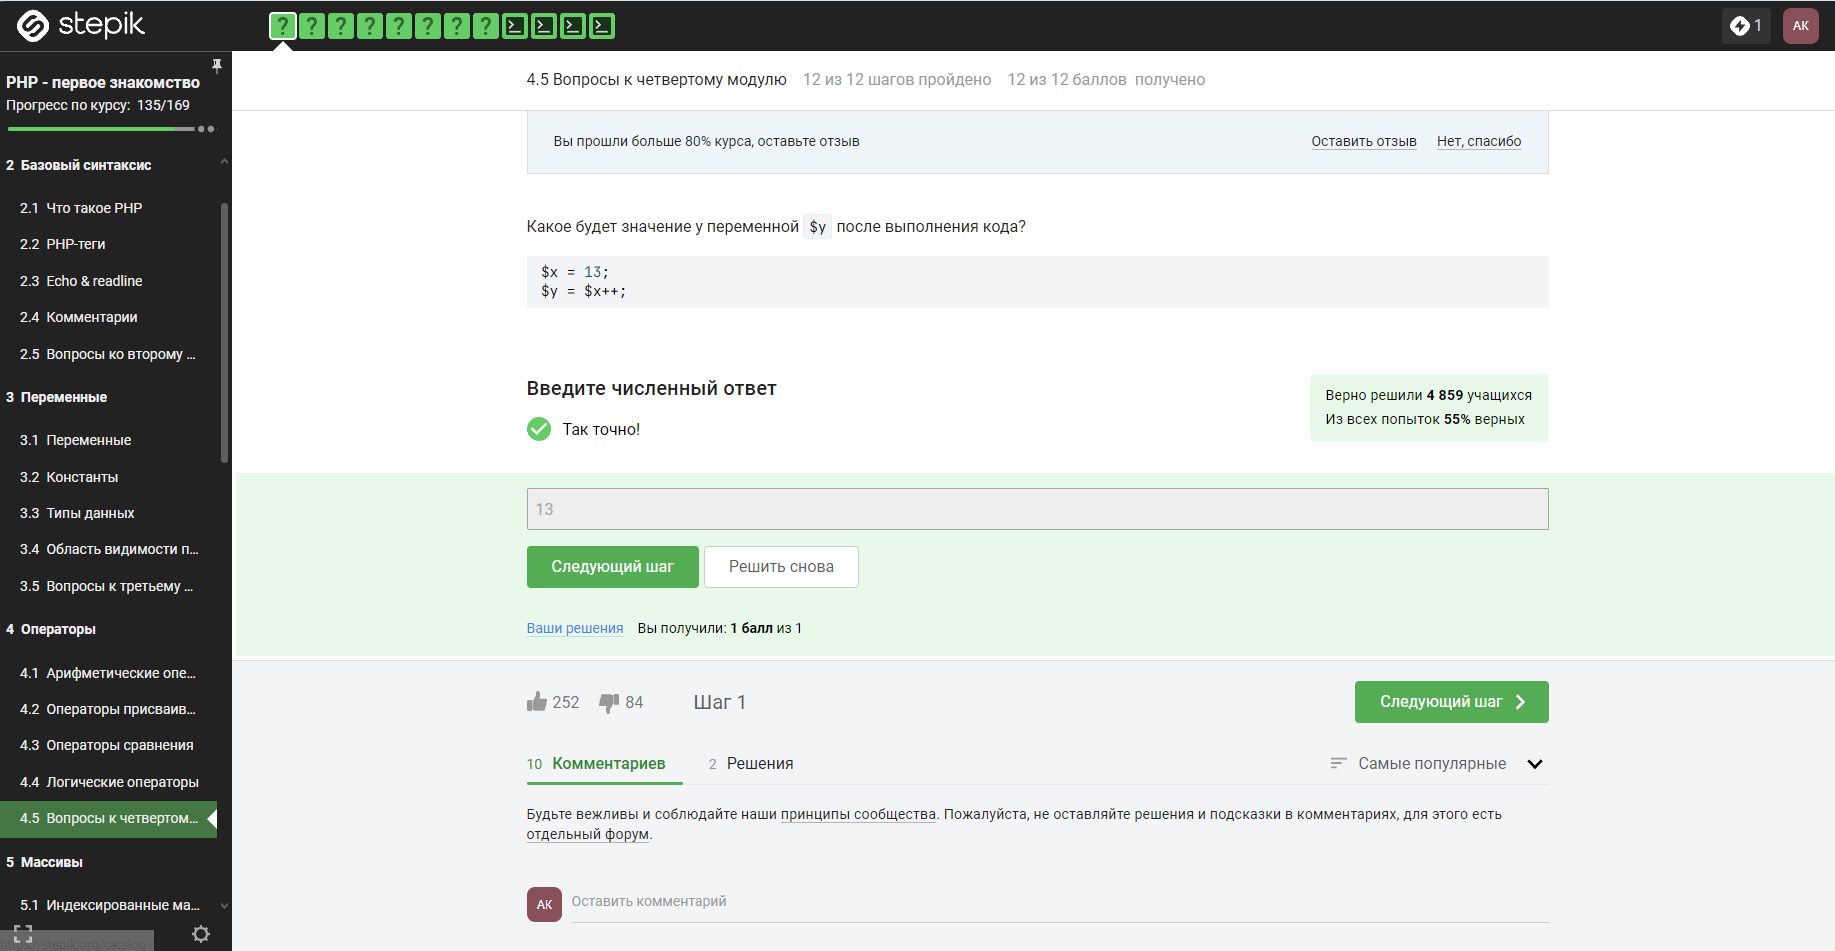 stepik
? ? ? ? ? ? ? ?
1
АК
PHP - первое знакомство
Прогресс по курсу: 135/169
2 Базовый синтаксис
2.1 Что такое PHP
2.2 PHP-теги
2.3 Echo & readline
2.4 Комментарии
2.5 Вопросы ко второму ...
3 Переменные
3.1 Переменные
3.2 Константы
3.3 Типы данных
3.4 Область видимости п...
3.5 Вопросы к третьему ...
4 Операторы
4.1 Арифметические опе...
4.2 Операторы присваив...
4.3 Операторы сравнения
4.4 Логические операторы
4.5 Вопросы к четвертом...
5 Массивы
5.1 Индексированные ма...
https://stepik.org/catalog
4.5 Вопросы к четвертому модулю 12 из 12 шагов пройдено 12 из 12 баллов получено
Вы прошли больше 80% курса, оставьте отзыв Оставить отзыв Нет, спасибо
Какое будет значение у переменной $y после выполнения кода?
$x = 13;
$y = $x++;
Введите численный ответ
Так точно!
Верно решили 4 859 учащихся
Из всех попыток 55% верных
13
Следующий шаг Решить снова
Ваши решения Вы получили: 1 балл из 1
252 84 Шаг 1 Следующий шаг
10 Комментариев 2 Решения Самые популярные
Будьте вежливы и соблюдайте наши принципы сообщества. Пожалуйста, не оставляйте решения и подсказки в комментариях, для этого есть
отдельный форум.
АК Оставить комментарий